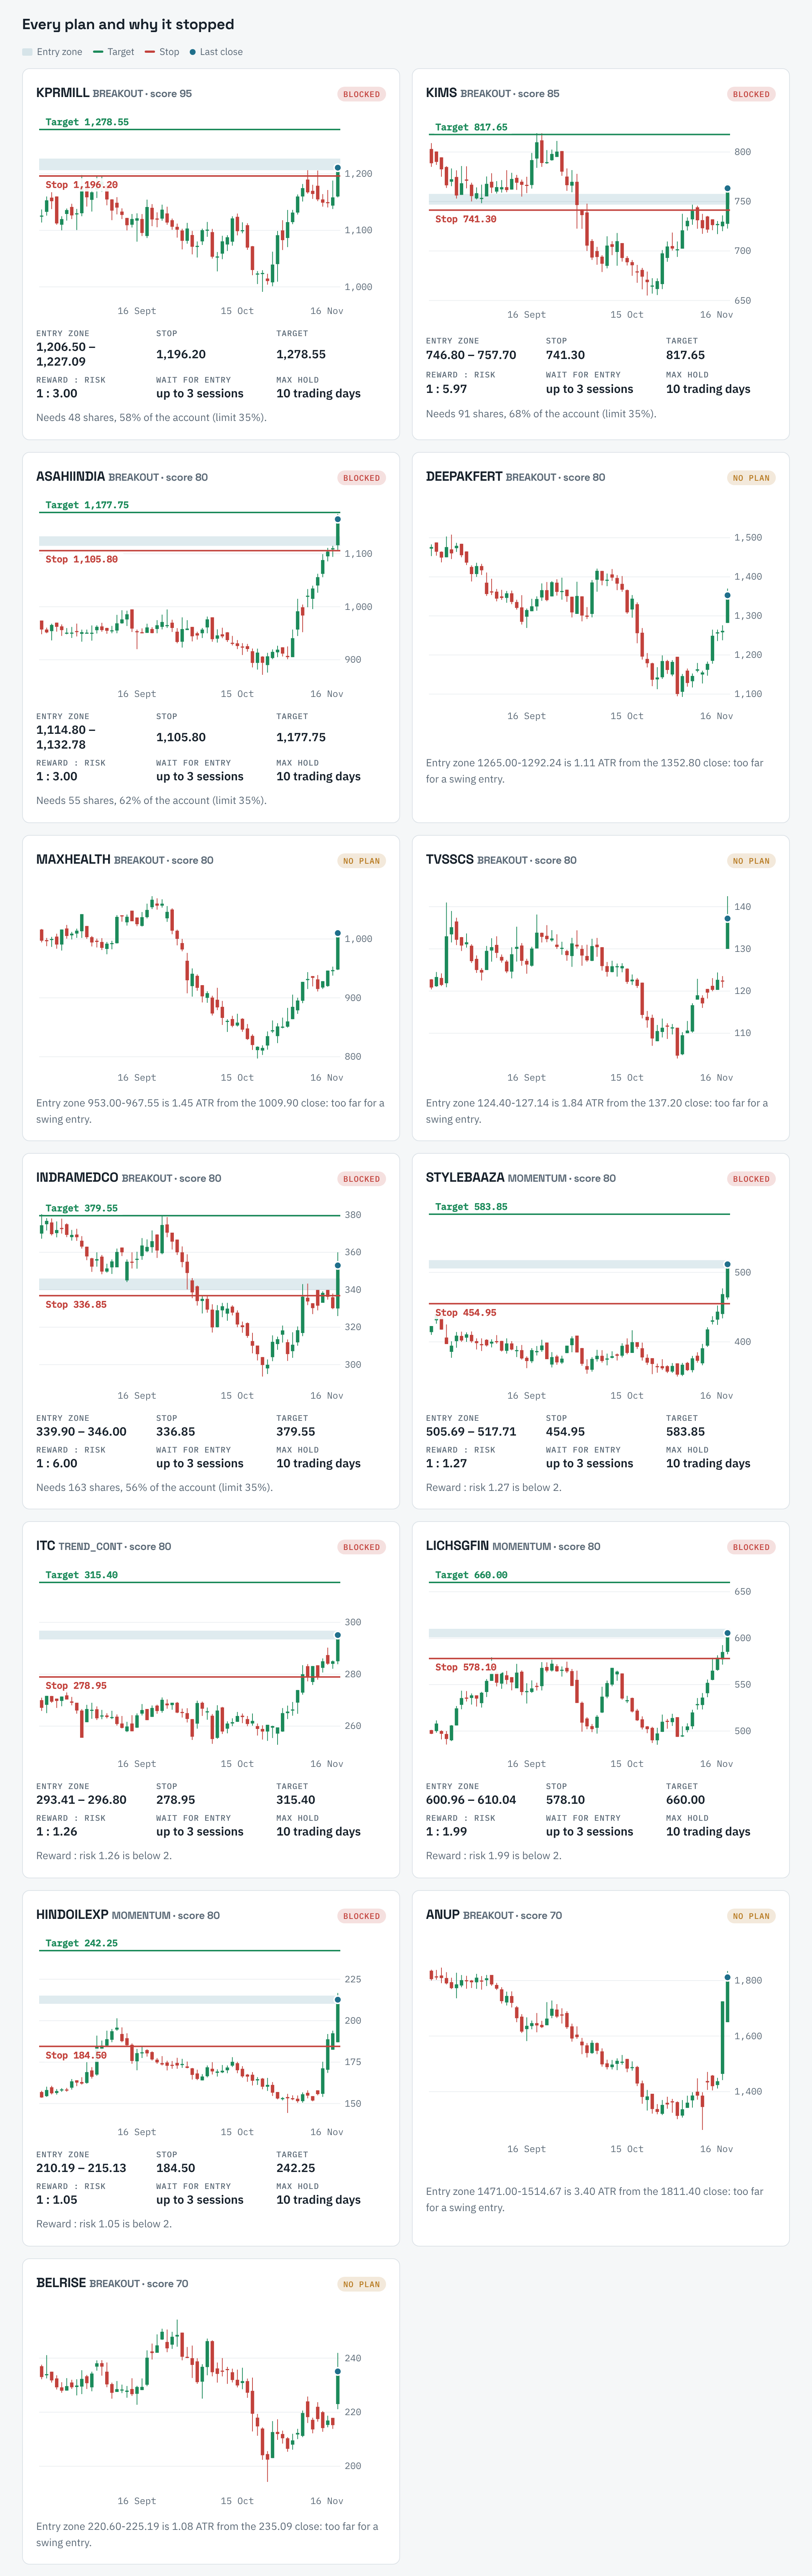 Every plan and why it stopped
Entry zone Target Stop Last close
KPRMILL BREAKOUT · score 95 BLOCKED
Target 1,278.55
1,200
Stop 1,196.20
1,100
1,000
16 Sept 15 Oct 16 Nov
ENTRY ZONE STOP TARGET
1,206.50 – 1,196.20 1,278.55
1,227.09
REWARD : RISK WAIT FOR ENTRY MAX HOLD
1 : 3.00 up to 3 sessions 10 trading days
Needs 48 shares, 58% of the account (limit 35%).
KIMS BREAKOUT · score 85 BLOCKED
Target 817.65
800
750
Stop 741.30
700
650
16 Sept 15 Oct 16 Nov
ENTRY ZONE STOP TARGET
746.80 – 757.70 741.30 817.65
REWARD : RISK WAIT FOR ENTRY MAX HOLD
1 : 5.97 up to 3 sessions 10 trading days
Needs 91 shares, 68% of the account (limit 35%).
ASAHIINDIA BREAKOUT · score 80 BLOCKED
Target 1,177.75
1,100
Stop 1,105.80
1,000
900
16 Sept 15 Oct 16 Nov
ENTRY ZONE STOP TARGET
1,114.80 – 1,105.80 1,177.75
1,132.78
REWARD : RISK WAIT FOR ENTRY MAX HOLD
1 : 3.00 up to 3 sessions 10 trading days
Needs 55 shares, 62% of the account (limit 35%).
DEEPAKFERT BREAKOUT · score 80 NO PLAN
1,500
1,400
1,300
1,200
1,100
16 Sept 15 Oct 16 Nov
Entry zone 1265.00-1292.24 is 1.11 ATR from the 1352.80 close: too far
for a swing entry.
MAXHEALTH BREAKOUT · score 80 NO PLAN
1,000
900
800
16 Sept 15 Oct 16 Nov
Entry zone 953.00-967.55 is 1.45 ATR from the 1009.90 close: too far for a
swing entry.
TVSSCS BREAKOUT · score 80 NO PLAN
140
130
120
110
16 Sept 15 Oct 16 Nov
Entry zone 124.40-127.14 is 1.84 ATR from the 137.20 close: too far for a
swing entry.
INDRAMEDCO BREAKOUT · score 80 BLOCKED
Target 379.55
380
360
340
Stop 336.85
320
300
16 Sept 15 Oct 16 Nov
ENTRY ZONE STOP TARGET
339.90 – 346.00 336.85 379.55
REWARD : RISK WAIT FOR ENTRY MAX HOLD
1 : 6.00 up to 3 sessions 10 trading days
Needs 163 shares, 56% of the account (limit 35%).
STYLEBAAZA MOMENTUM · score 80 BLOCKED
Target 583.85
500
Stop 454.95
400
16 Sept 15 Oct 16 Nov
ENTRY ZONE STOP TARGET
505.69 – 517.71 454.95 583.85
REWARD : RISK WAIT FOR ENTRY MAX HOLD
1 : 1.27 up to 3 sessions 10 trading days
Reward : risk 1.27 is below 2.
ITC TREND_CONT · score 80 BLOCKED
Target 315.40
300
280
Stop 278.95
260
16 Sept 15 Oct 16 Nov
ENTRY ZONE STOP TARGET
293.41 – 296.80 278.95 315.40
REWARD : RISK WAIT FOR ENTRY MAX HOLD
1 : 1.26 up to 3 sessions 10 trading days
Reward : risk 1.26 is below 2.
LICHSGFIN MOMENTUM · score 80 BLOCKED
Target 660.00
650
600
Stop 578.10
550
500
16 Sept 15 Oct 16 Nov
ENTRY ZONE STOP TARGET
600.96 – 610.04 578.10 660.00
REWARD : RISK WAIT FOR ENTRY MAX HOLD
1 : 1.99 up to 3 sessions 10 trading days
Reward : risk 1.99 is below 2.
HINDOILEXP MOMENTUM · score 80 BLOCKED
Target 242.25
225
200
Stop 184.50
175
150
16 Sept 15 Oct 16 Nov
ENTRY ZONE STOP TARGET
210.19 – 215.13 184.50 242.25
REWARD : RISK WAIT FOR ENTRY MAX HOLD
1 : 1.05 up to 3 sessions 10 trading days
Reward : risk 1.05 is below 2.
ANUP BREAKOUT · score 70 NO PLAN
1,800
1,600
1,400
16 Sept 15 Oct 16 Nov
Entry zone 1471.00-1514.67 is 3.40 ATR from the 1811.40 close: too far
for a swing entry.
BELRISE BREAKOUT · score 70 NO PLAN
240
220
200
16 Sept 15 Oct 16 Nov
Entry zone 220.60-225.19 is 1.08 ATR from the 235.09 close: too far for a
swing entry.